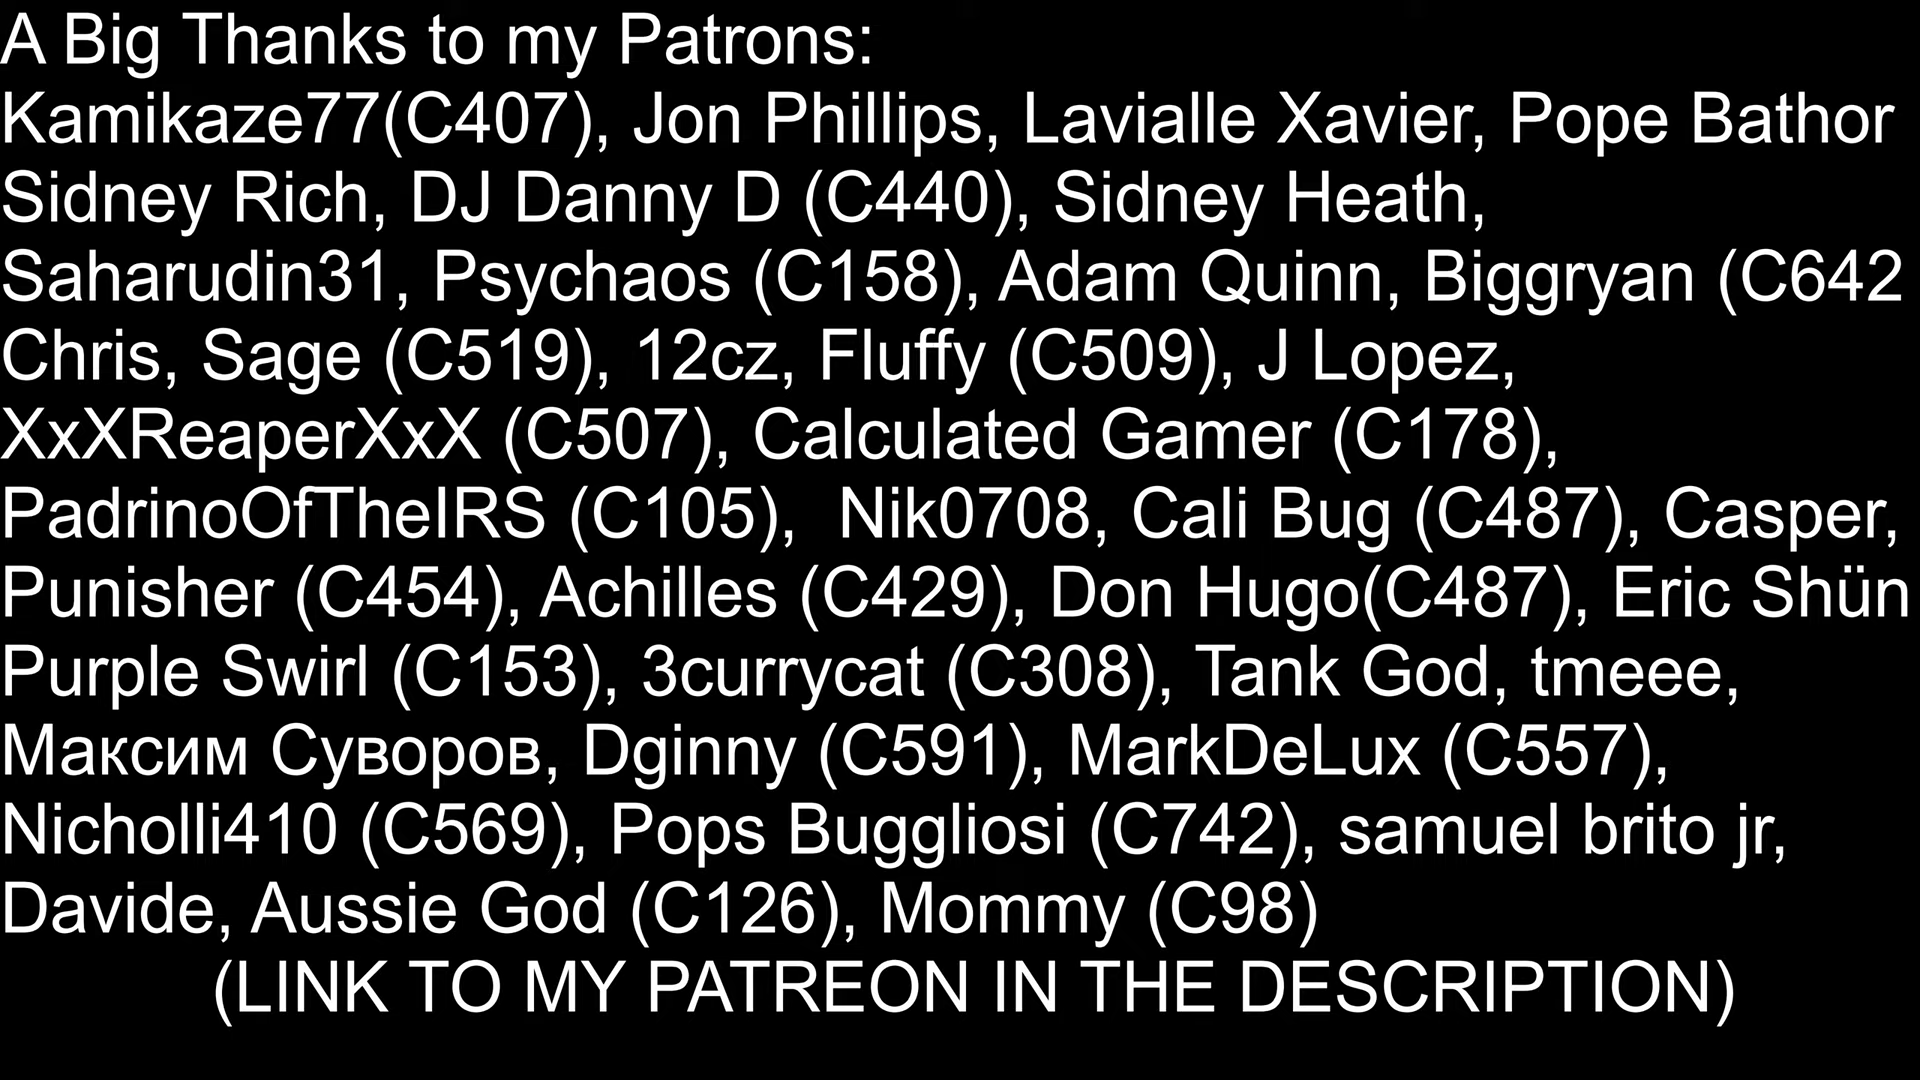 A Big Thanks to my Patrons:
Kamikaze77(C407), Jon Phillips, Lavialle Xavier, Pope Bathor
Sidney Rich, DJ Danny D (C440), Sidney Heath,
Saharudin31, Psychaos (C158), Adam Quinn, Biggryan (C642
Chris, Sage (C519), 12cz, Fluffy (C509), J Lopez,
XxXReaperXxX (C507), Calculated Gamer (C178),
PadrinoOfTheIRS (C105), Nik0708, Cali Bug (C487), Casper,
Punisher (C454), Achilles (C429), Don Hugo(C487), Eric Shün
Purple Swirl (C153), 3currycat (C308), Tank God, tmeee,
Максим Суворов, Dginny (C591), MarkDeLux (C557),
Nicholli410 (C569), Pops Buggliosi (C742), samuel brito jr,
Davide, Aussie God (C126), Mommy (C98)
(LINK TO MY PATREON IN THE DESCRIPTION)